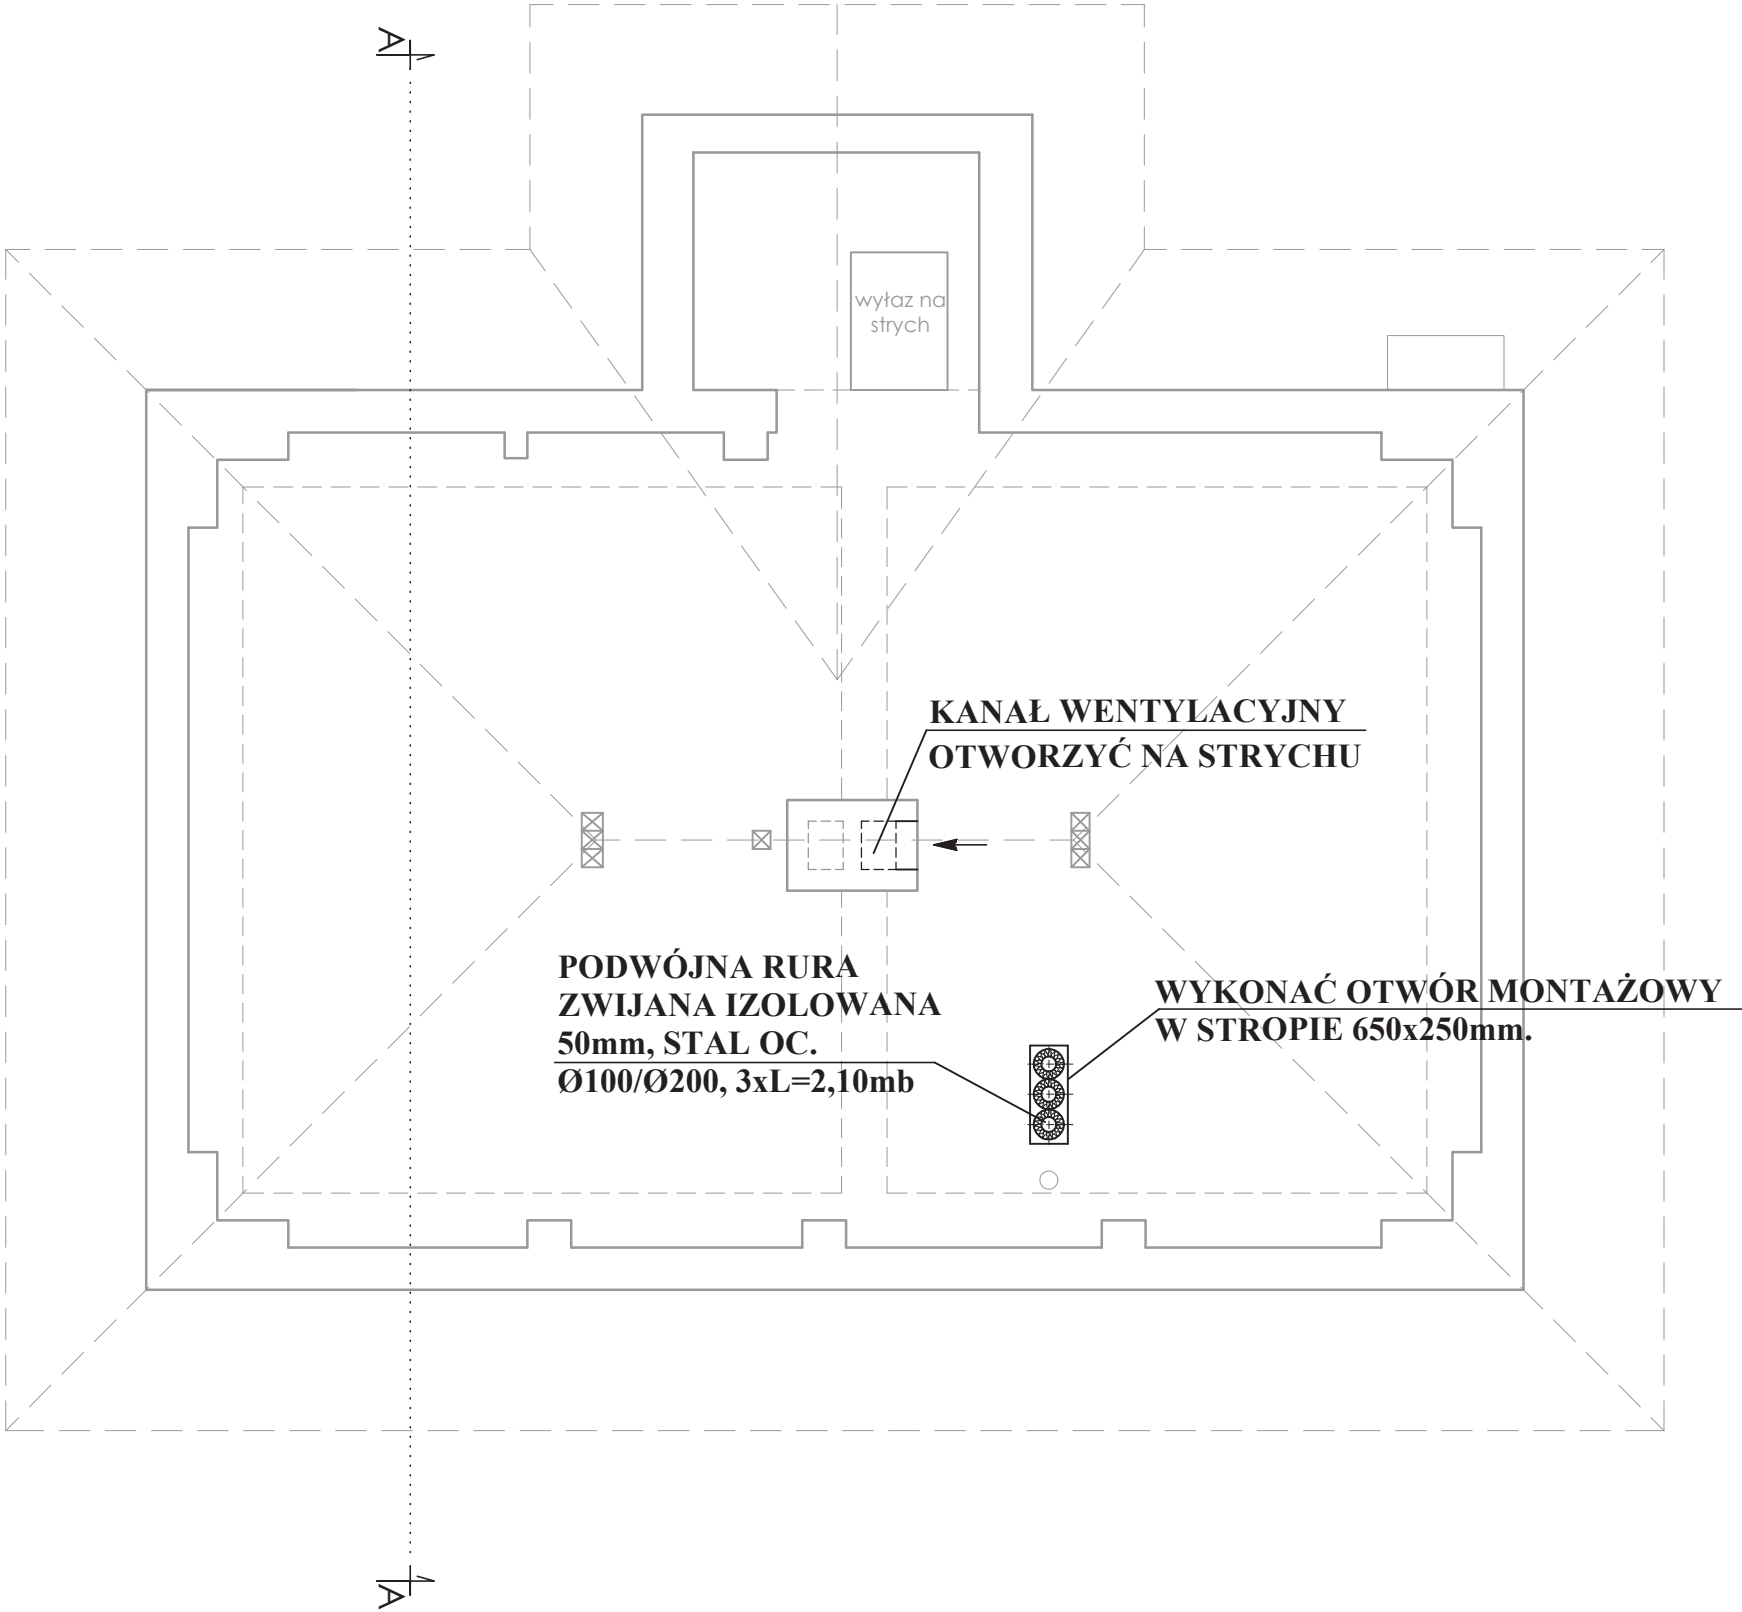 A
wyłaz na
strych
KANAŁ WENTYLACYJNY
OTWORZYĆ NA STRYCHU
PODWÓJNA RURA
ZWIJANA IZOLOWANA
50mm, STAL OC.
Ø100/Ø200, 3xL=2,10mb
WYKONAĆ OTWÓR MONTAŻOWY
W STROPIE 650x250mm.
A